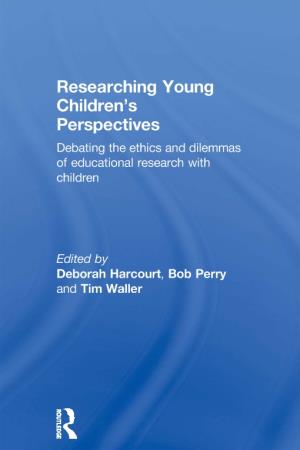 Researching Young
Children's
Perspectives
Debating the ethics and dilemmas
of educational research with
children
Edited by
Deborah Harcourt, Bob Perry
and Tim Waller
ROUTLEDGE